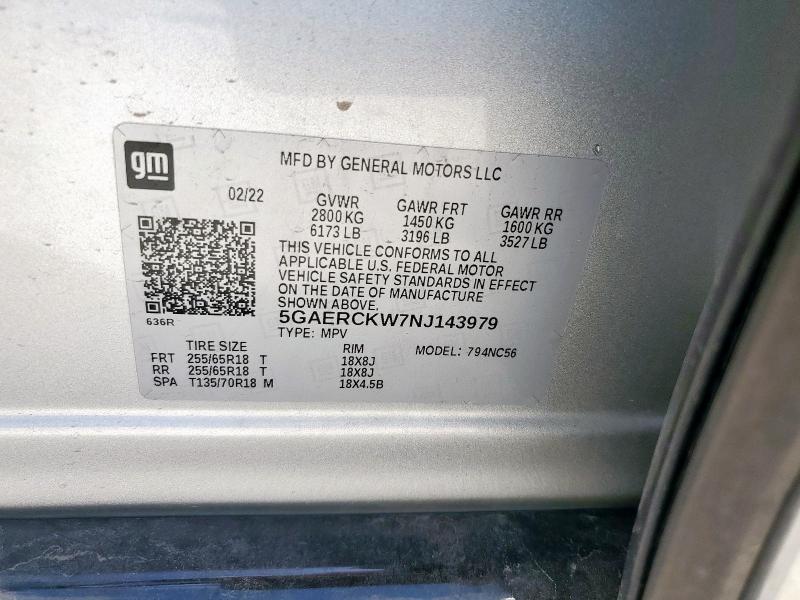 gm
MFD BY GENERAL MOTORS LLC
02/22
GVWR GAWR FRT GAWR RR
2800 KG 1450 KG 1600 KG
6173 LB 3196 LB 3527 LB
THIS VEHICLE CONFORMS TO ALL
APPLICABLE U.S. FEDERAL MOTOR
VEHICLE SAFETY STANDARDS IN EFFECT
ON THE DATE OF MANUFACTURE
SHOWN ABOVE.
636R
5GAERCKW7NJ143979
TYPE: MPV
MODEL: 794NC56
TIRE SIZE RIM
FRT 255/65R18 T 18X8J
RR 255/65R18 T 18X8J
SPA T135/70R18 M 18X4.5B